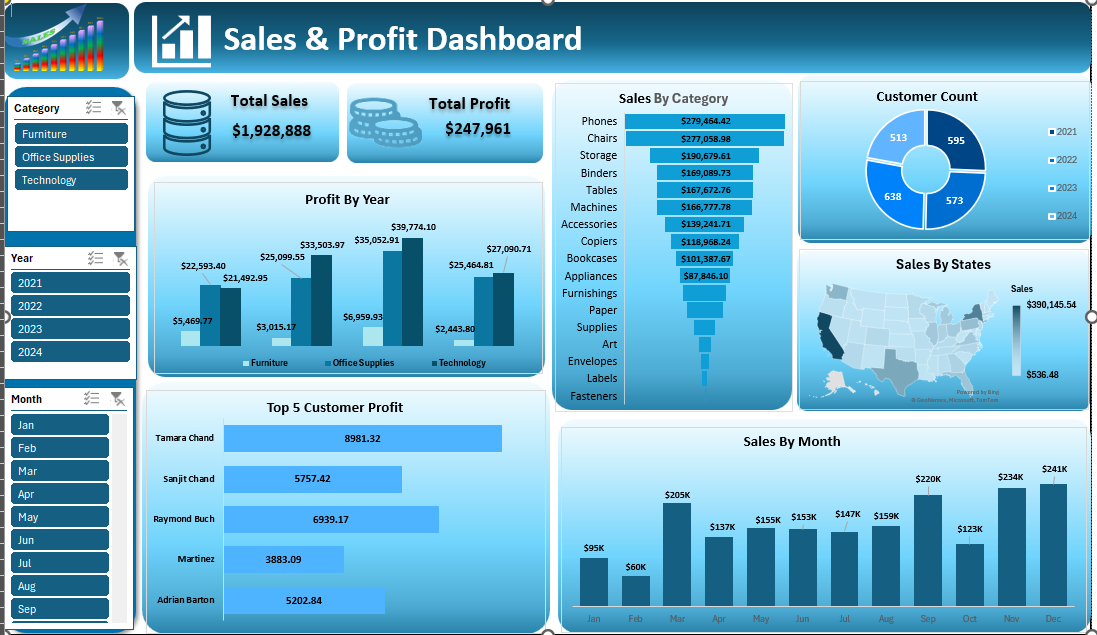 SALES
Sales & Profit Dashboard
Category
Furniture
Office Supplies
Technology
Year
2021
2022
2023
2024
Month
Jan
Feb
Mar
Apr
May
Jun
Jul
Aug
Sep
Total Sales
$1,928,888
Total Profit
$247,961
Profit By Year
$5,469.77
$22,593.40
$21,492.95
$3,015.17
$25,099.55
$33,503.97
$6,959.93
$35,052.91
$39,774.10
$2,443.80
$25,464.81
$27,090.71
Furniture
Office Supplies
Technology
Top 5 Customer Profit
Tamara Chand 8981.32
Sanjit Chand 5757.42
Raymond Buch 6939.17
Martinez 3883.09
Adrian Barton 5202.84
Sales By Category
Phones $279,464.42
Chairs $277,058.98
Storage $190,679.61
Binders $169,089.73
Tables $167,672.76
Machines $166,777.78
Accessories $139,241.71
Copiers $118,968.24
Bookcases $101,387.67
Appliances $87,846.10
Furnishings
Paper
Supplies
Art
Envelopes
Labels
Fasteners
Customer Count
513
595
638
573
2021
2022
2023
2024
Sales By States
Sales
$390,145.54
$536.48
Powered by Bing
© GeoNames, Microsoft, TomTom
Sales By Month
$95K
$60K
$205K
$137K
$155K
$153K
$147K
$159K
$220K
$123K
$234K
$241K
Jan
Feb
Mar
Apr
May
Jun
Jul
Aug
Sep
Oct
Nov
Dec